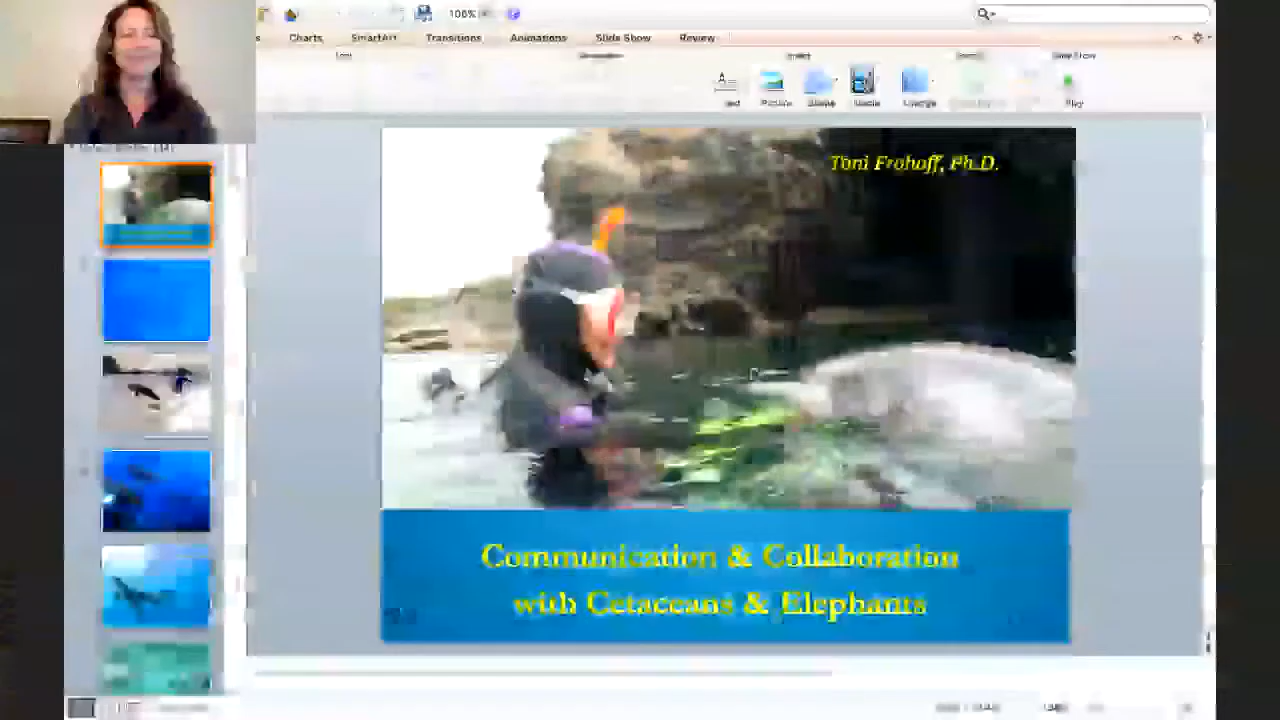 100%
Charts SmartArt Transitions Animations Slide Show Review
Picture Shape Media Play
Toni Frohoff, Ph.D.
Communication & Collaboration
with Cetaceans & Elephants